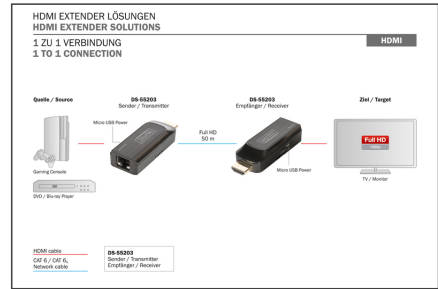 HDMI EXTENDER LÖSUNGEN
HDMI EXTENDER SOLUTIONS
1 ZU 1 VERBINDUNG
1 TO 1 CONNECTION
HDMI
Quelle / Source
DS-55203
Sender / Transmitter
DS-55203
Empfänger / Receiver
Ziel / Target
Micro USB Power
Full HD
50 m
Full HD
Micro USB Power
Gaming Console
TV / Monitor
DVD / Blu-ray Player
HDMI cable
CAT 6 / CAT 6A
Network cable
DS-55203
Sender / Transmitter
Empfänger / Receiver